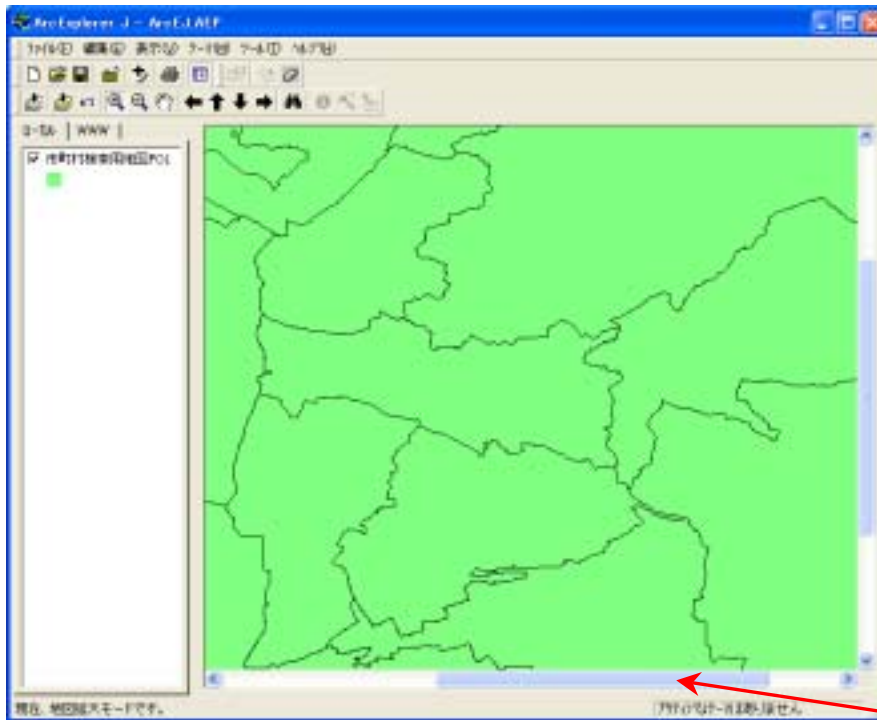 ArcExplorer J - ArcEJ.AEP
ファイル(F) 編集(E) 表示(V) テーマ(H) ツール(T) ヘルプ(H)
ローカル WWW
市町村検索用地図POL
現在、地図拡大モードです。 アクティブなテーマはありません